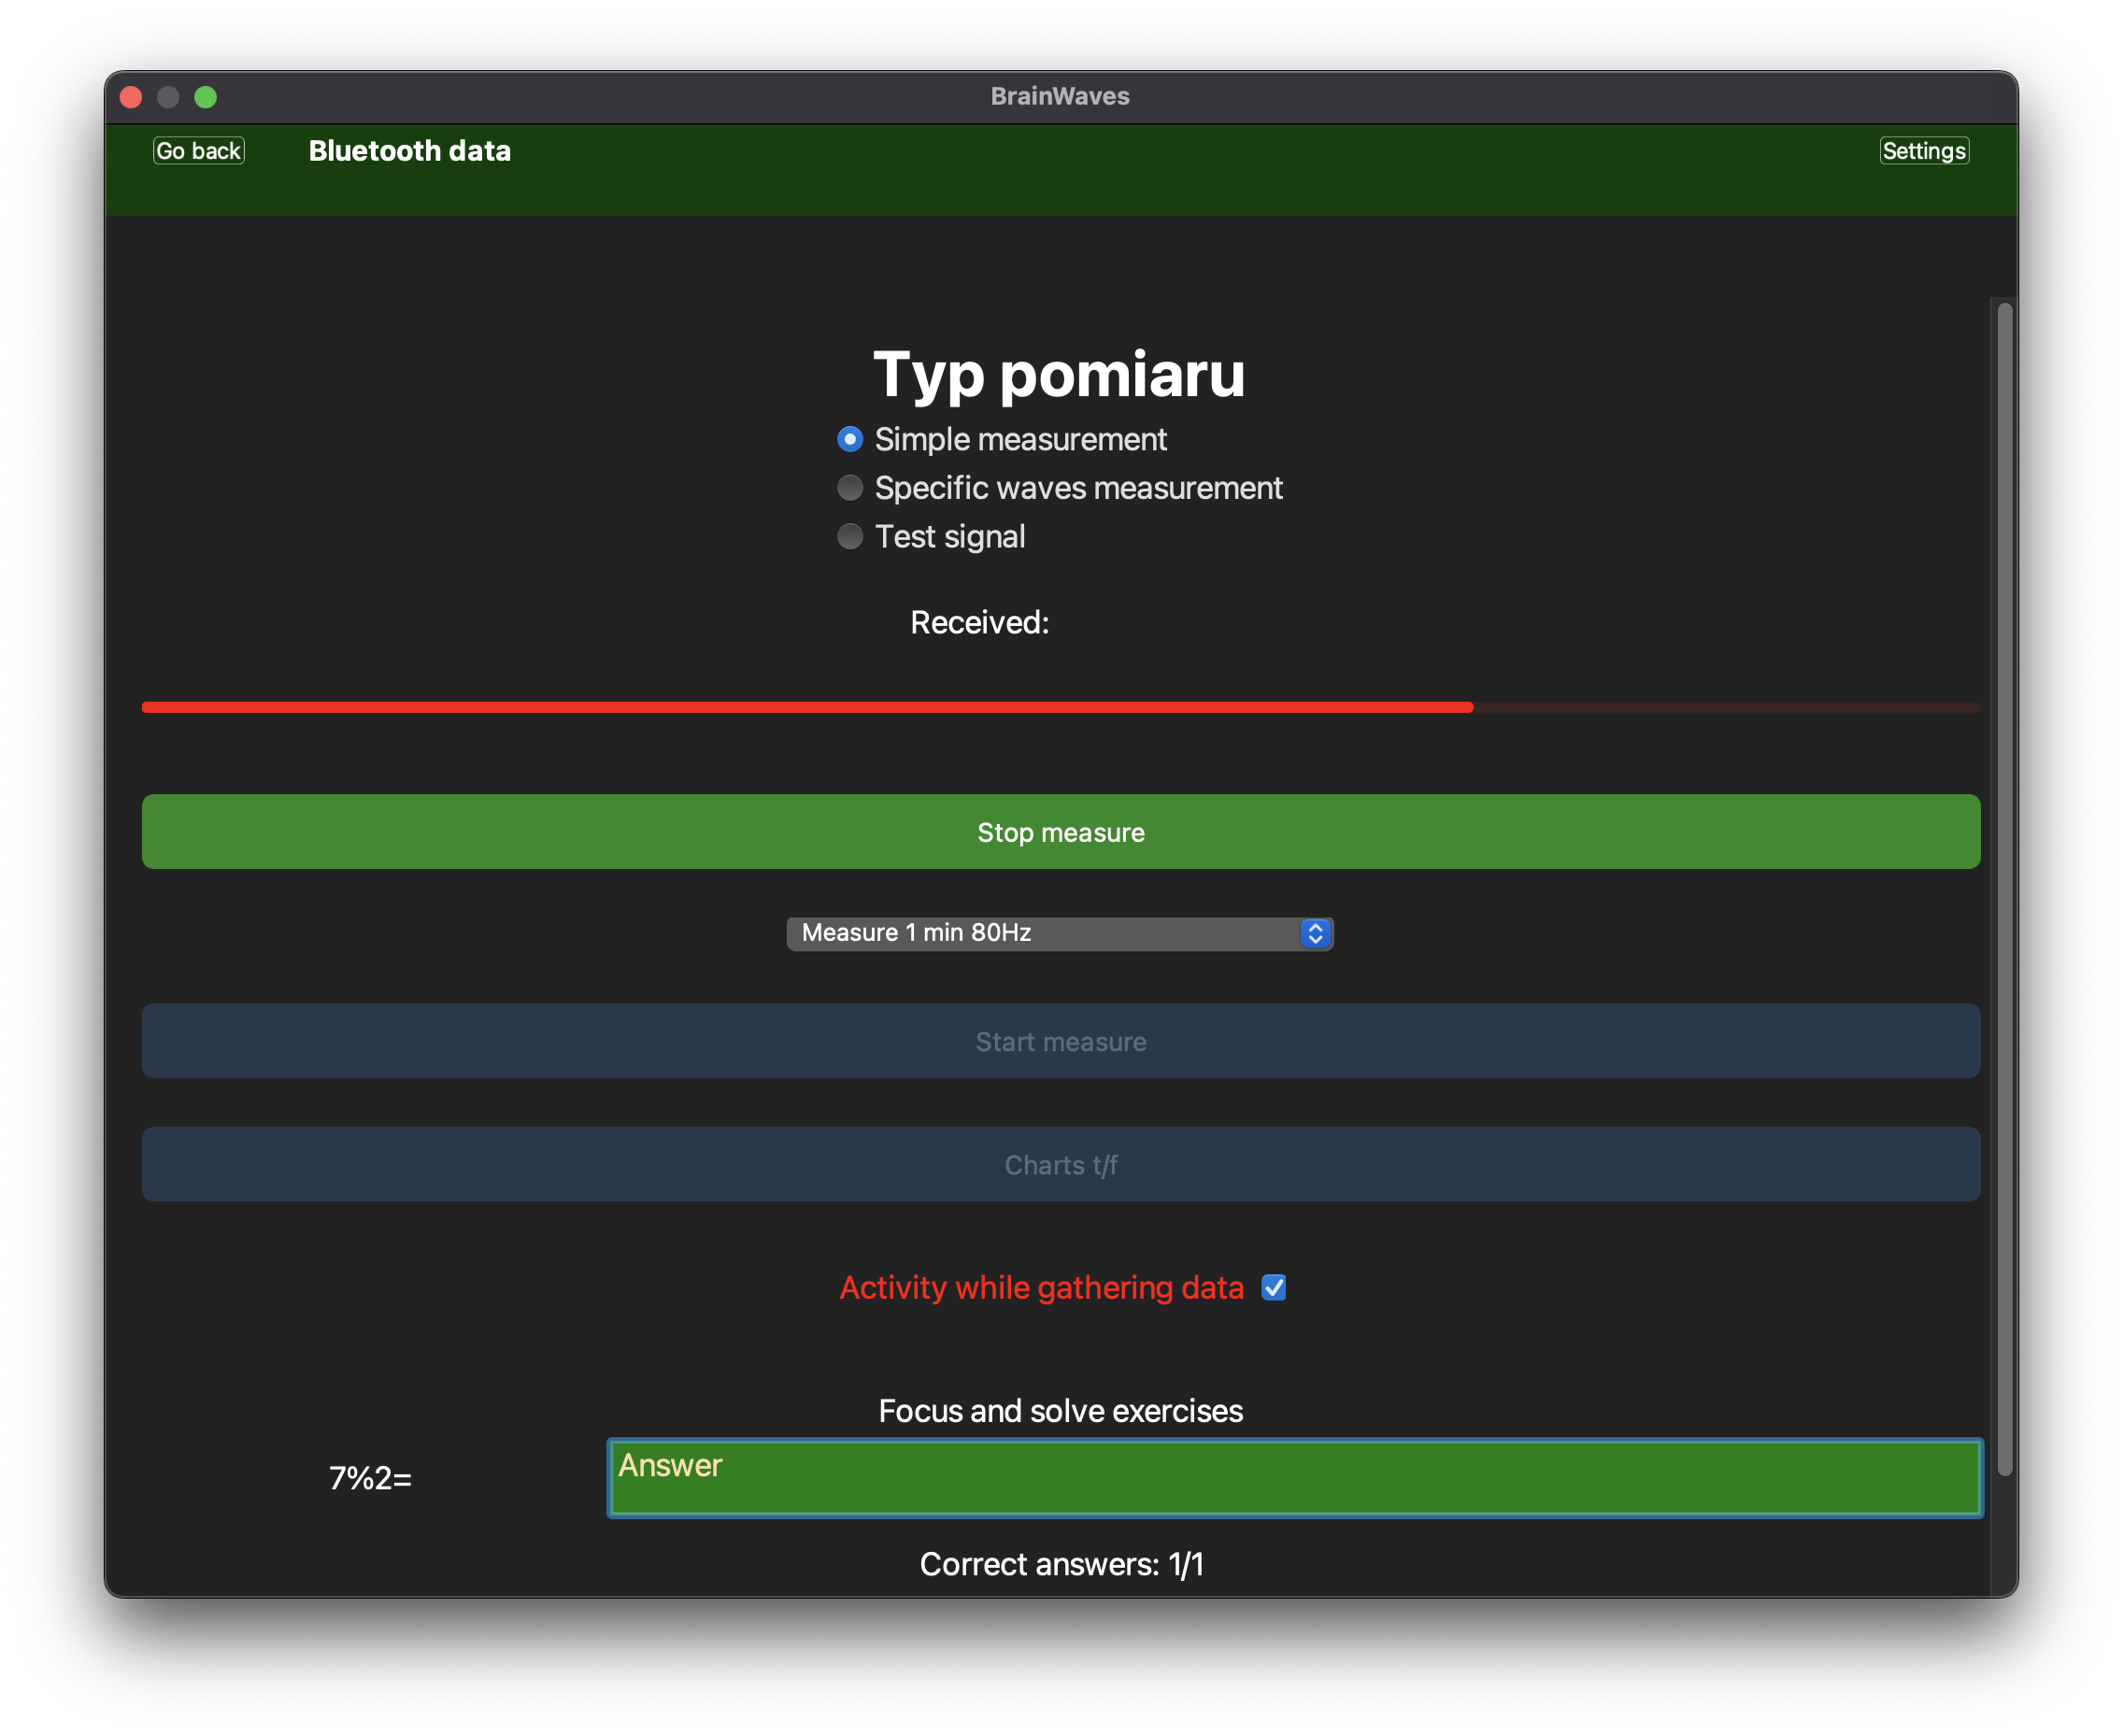 BrainWaves
Go back Bluetooth data Settings
Typ pomiaru
Simple measurement
Specific waves measurement
Test signal
Received:
Stop measure
Measure 1 min 80Hz
Start measure
Charts t/f
Activity while gathering data
Focus and solve exercises
7%2= Answer
Correct answers: 1/1